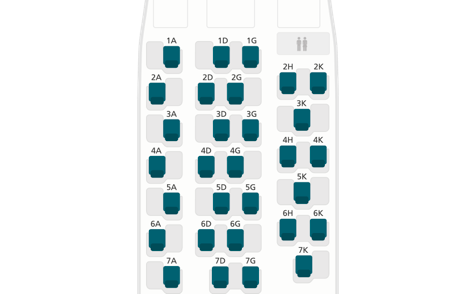 1A 1D 1G
2A 2D 2G 2H 2K
3A 3D 3G 3K
4A 4D 4G 4H 4K
5A 5D 5G 5K
6A 6D 6G 6H 6K
7A 7D 7G 7K